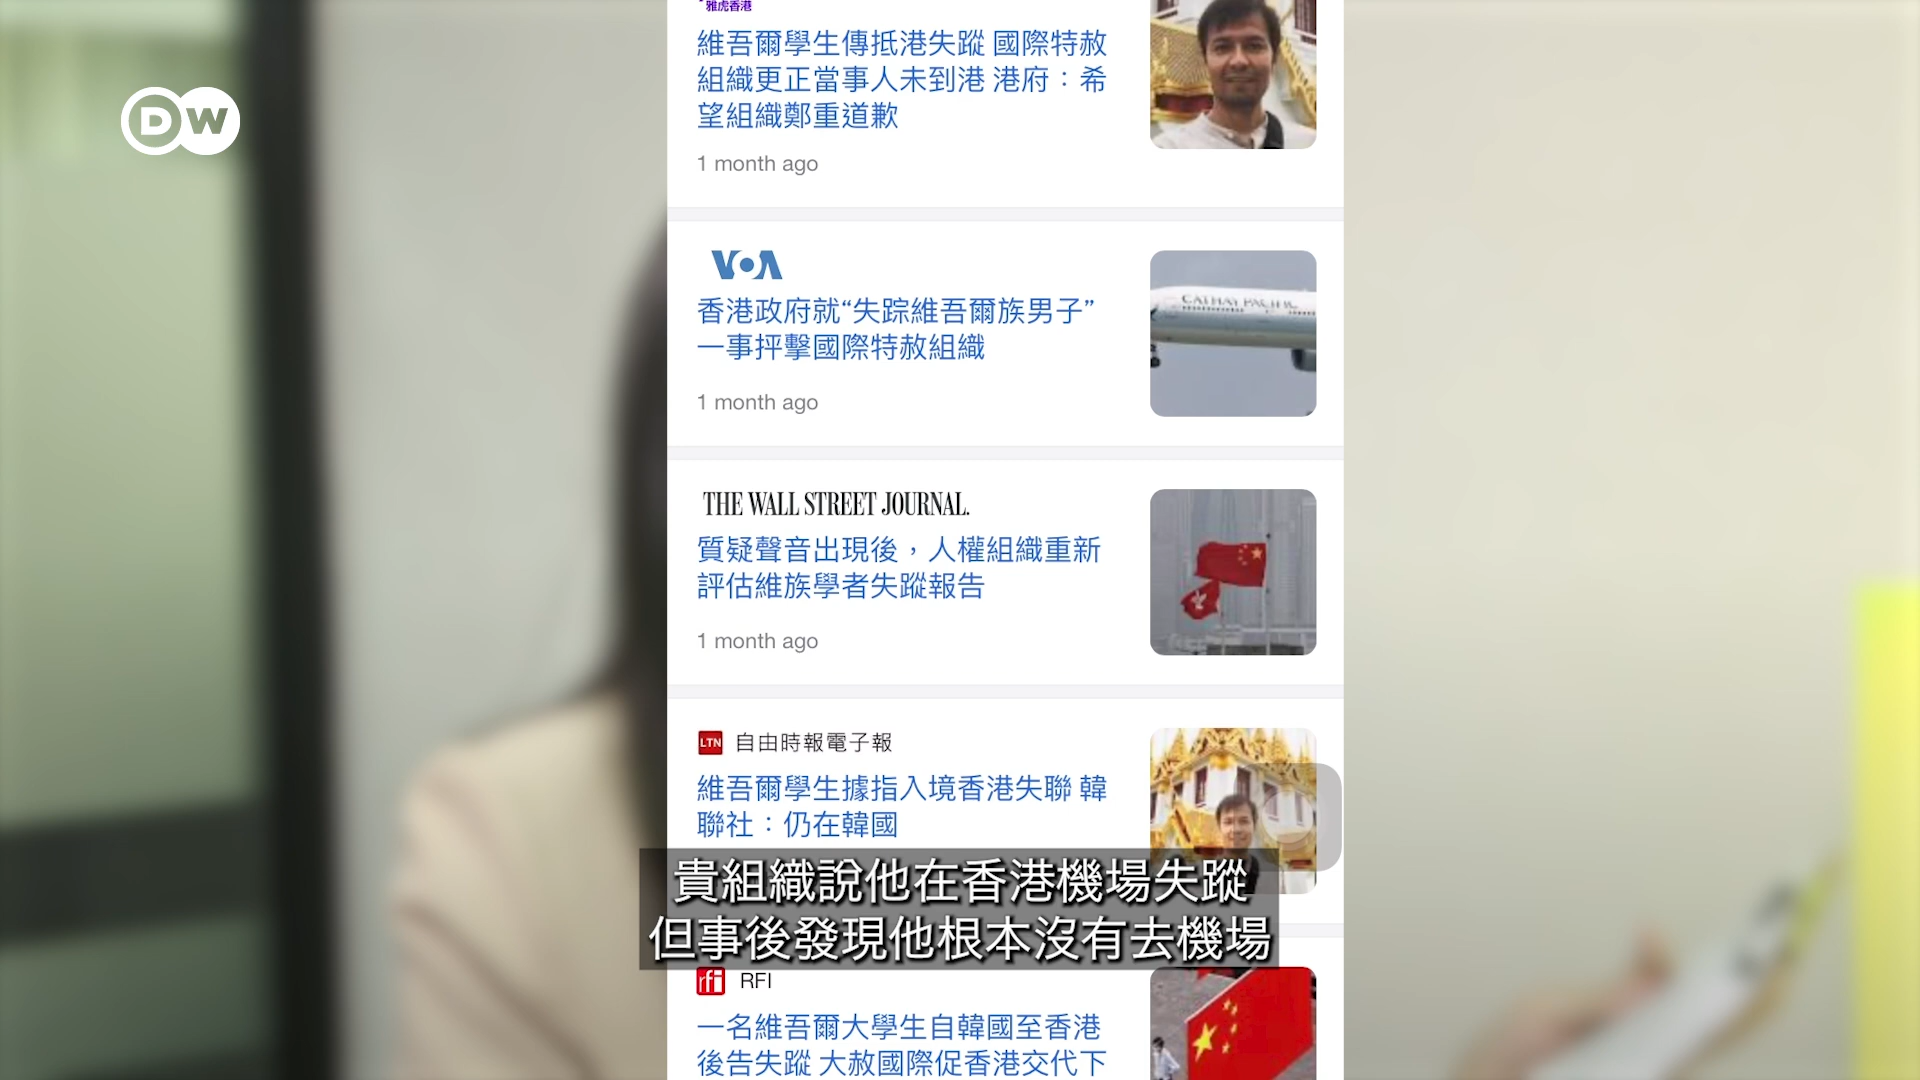 雅虎香港
DW
維吾爾學生傳抵港失蹤 國際特赦
組織更正當事人未到港 港府：希
望組織鄭重道歉
1 month ago
VOA
香港政府就“失踪維吾爾族男子”
一事抨擊國際特赦組織
1 month ago
CATHAY PACIFIC
THE WALL STREET JOURNAL.
質疑聲音出現後，人權組織重新
評估維族學者失蹤報告
1 month ago
LTN 自由時報電子報
維吾爾學生據指入境香港失聯 韓
聯社：仍在韓國
貴組織說他在香港機場失蹤
但事後發現他根本沒有去機場
rfi RFI
一名維吾爾大學生自韓國至香港
後告失蹤 大赦國際促香港交代下